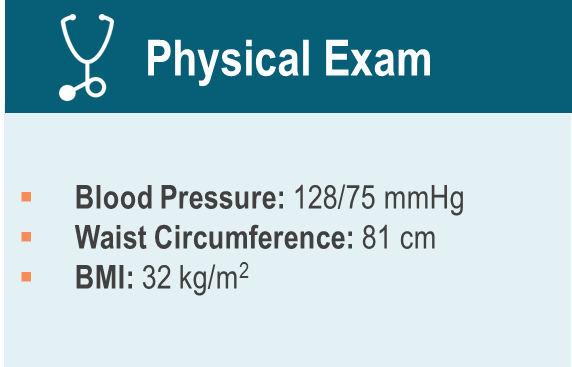 Physical Exam
▪ Blood Pressure: 128/75 mmHg
▪ Waist Circumference: 81 cm
▪ BMI: 32 kg/m²